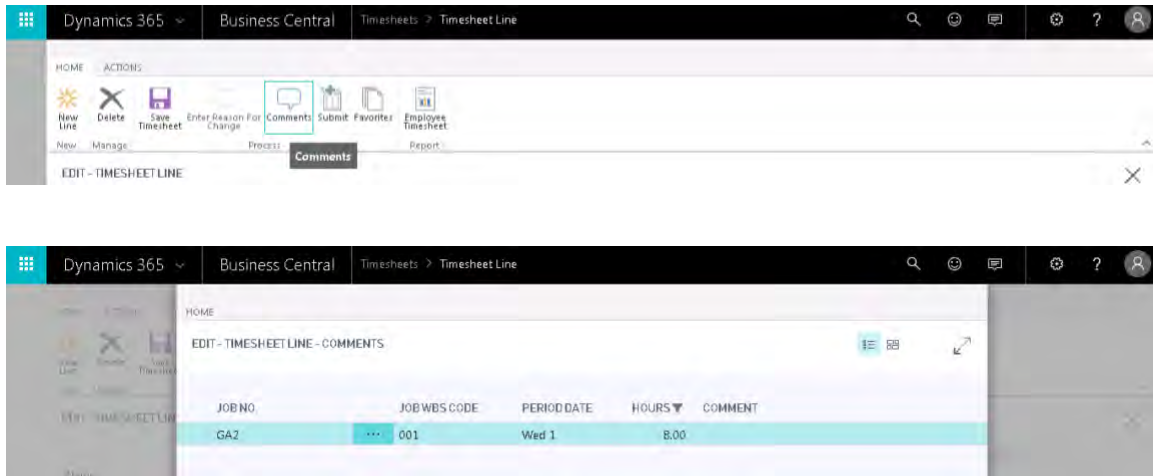 Dynamics 365 Business Central Timesheets > Timesheet Line ?
HOME ACTIONS
New Line Delete Save Timesheet Enter Reason For Change Comments Submit Favorites Employee Timesheet
New Manage Process Report
Comments
EDIT - TIMESHEET LINE
Dynamics 365 Business Central Timesheets > Timesheet Line ?
HOME
EDIT - TIMESHEET LINE - COMMENTS
JOB NO. JOB WBS CODE PERIOD DATE HOURS COMMENT
GA2 ... 001 Wed 1 8.00